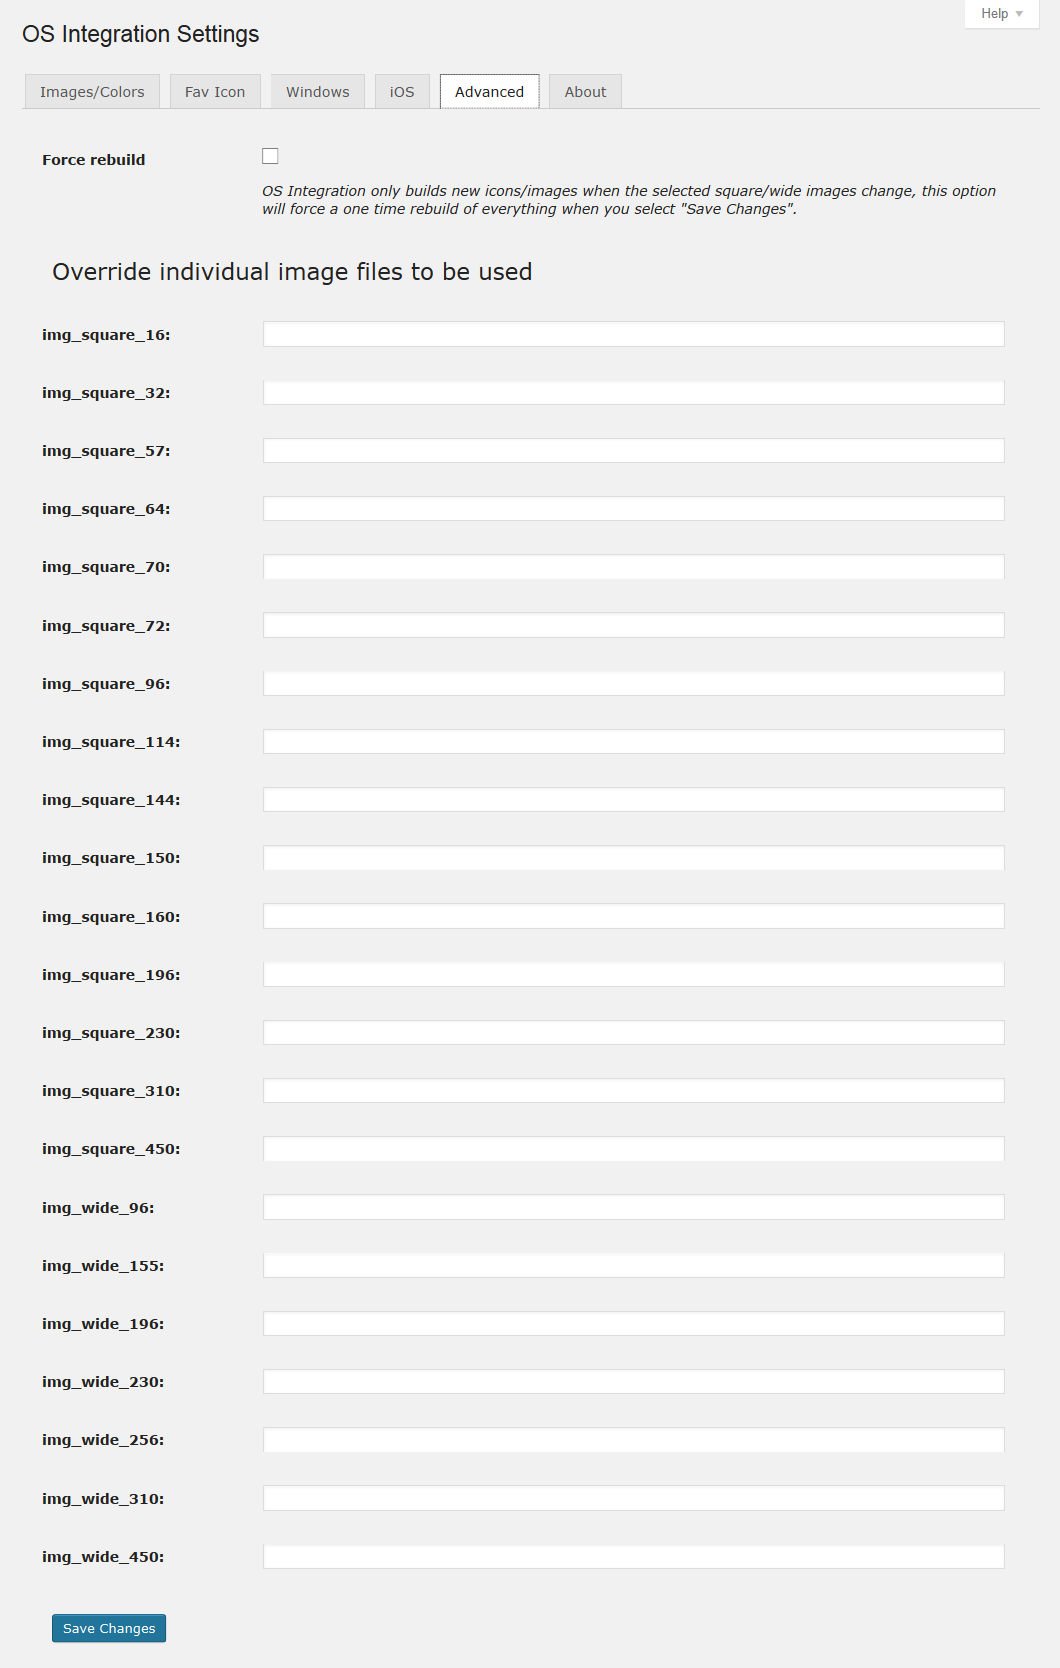 Help
OS Integration Settings
Images/Colors Fav Icon Windows iOS Advanced About
Force rebuild
OS Integration only builds new icons/images when the selected square/wide images change, this option
will force a one time rebuild of everything when you select "Save Changes".
Override individual image files to be used
img_square_16:
img_square_32:
img_square_57:
img_square_64:
img_square_70:
img_square_72:
img_square_96:
img_square_114:
img_square_144:
img_square_150:
img_square_160:
img_square_196:
img_square_230:
img_square_310:
img_square_450:
img_wide_96:
img_wide_155:
img_wide_196:
img_wide_230:
img_wide_256:
img_wide_310:
img_wide_450:
Save Changes